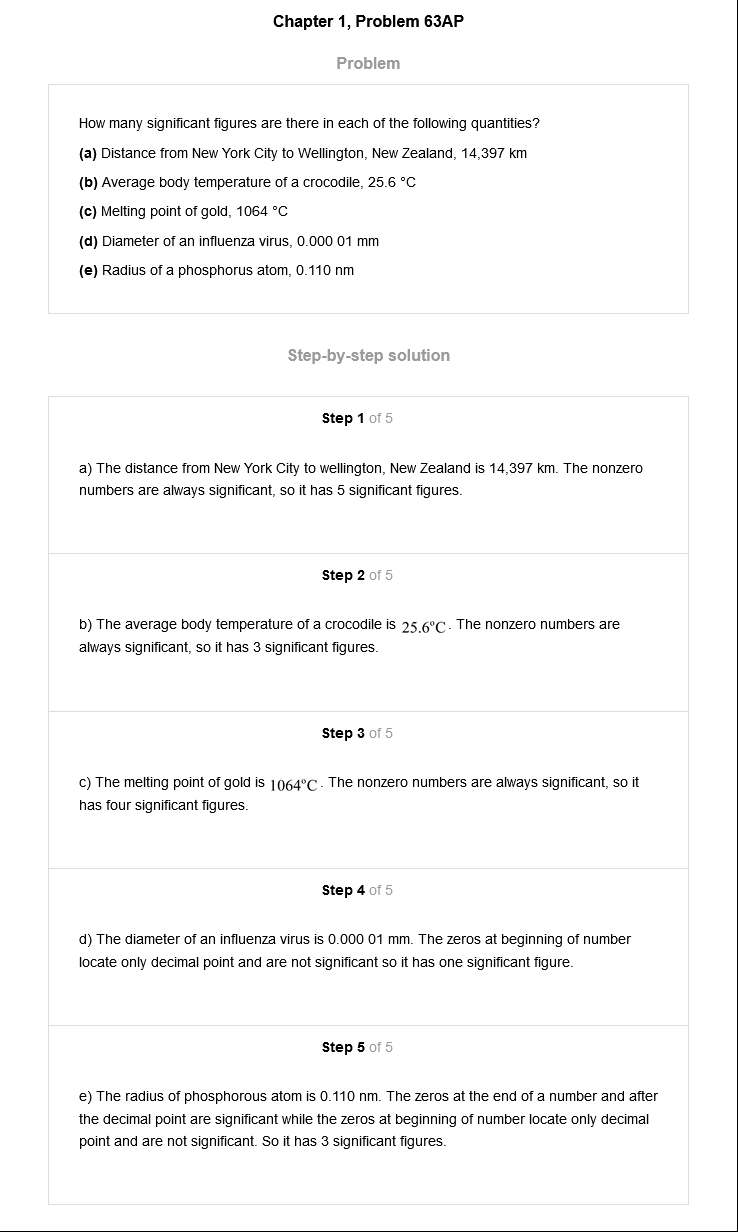 Chapter 1, Problem 63AP
Problem
How many significant figures are there in each of the following quantities?
(a) Distance from New York City to Wellington, New Zealand, 14,397 km
(b) Average body temperature of a crocodile, 25.6 °C
(c) Melting point of gold, 1064 °C
(d) Diameter of an influenza virus, 0.000 01 mm
(e) Radius of a phosphorus atom, 0.110 nm
Step-by-step solution
Step 1 of 5
a) The distance from New York City to wellington, New Zealand is 14,397 km. The nonzero
numbers are always significant, so it has 5 significant figures.
Step 2 of 5
b) The average body temperature of a crocodile is 25.6°C. The nonzero numbers are
always significant, so it has 3 significant figures.
Step 3 of 5
c) The melting point of gold is 1064°C. The nonzero numbers are always significant, so it
has four significant figures.
Step 4 of 5
d) The diameter of an influenza virus is 0.000 01 mm. The zeros at beginning of number
locate only decimal point and are not significant so it has one significant figure.
Step 5 of 5
e) The radius of phosphorous atom is 0.110 nm. The zeros at the end of a number and after
the decimal point are significant while the zeros at beginning of number locate only decimal
point and are not significant. So it has 3 significant figures.